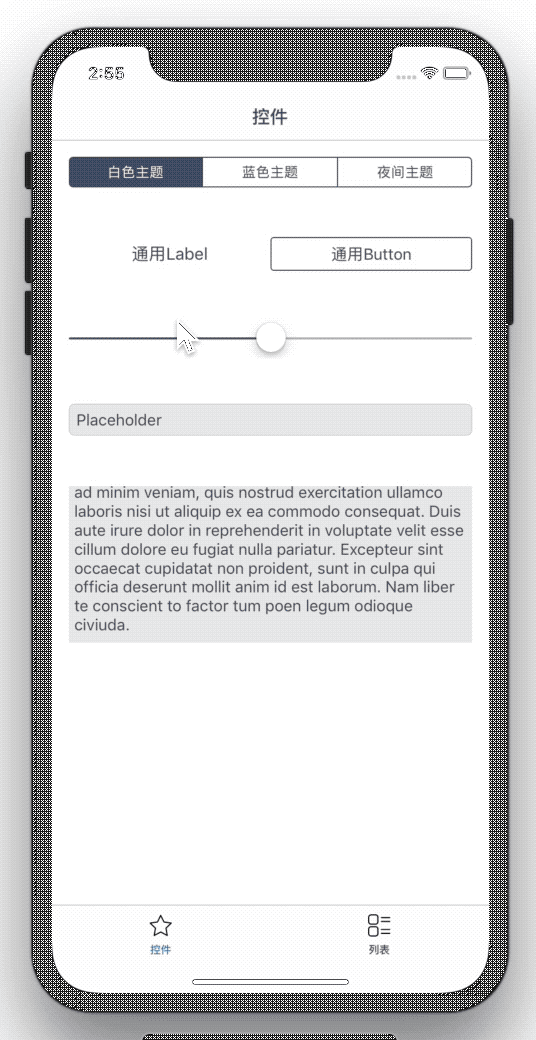 2:55
控件
白色主题
蓝色主题
夜间主题
通用Label
通用Button
Placeholder
ad minim veniam, quis nostrud exercitation ullamco
laboris nisi ut aliquip ex ea commodo consequat. Duis
aute irure dolor in reprehenderit in voluptate velit esse
cillum dolore eu fugiat nulla pariatur. Excepteur sint
occaecat cupidatat non proident, sunt in culpa qui
officia deserunt mollit anim id est laborum. Nam liber
te conscient to factor tum poen legum odioque
civiuda.
控件
列表